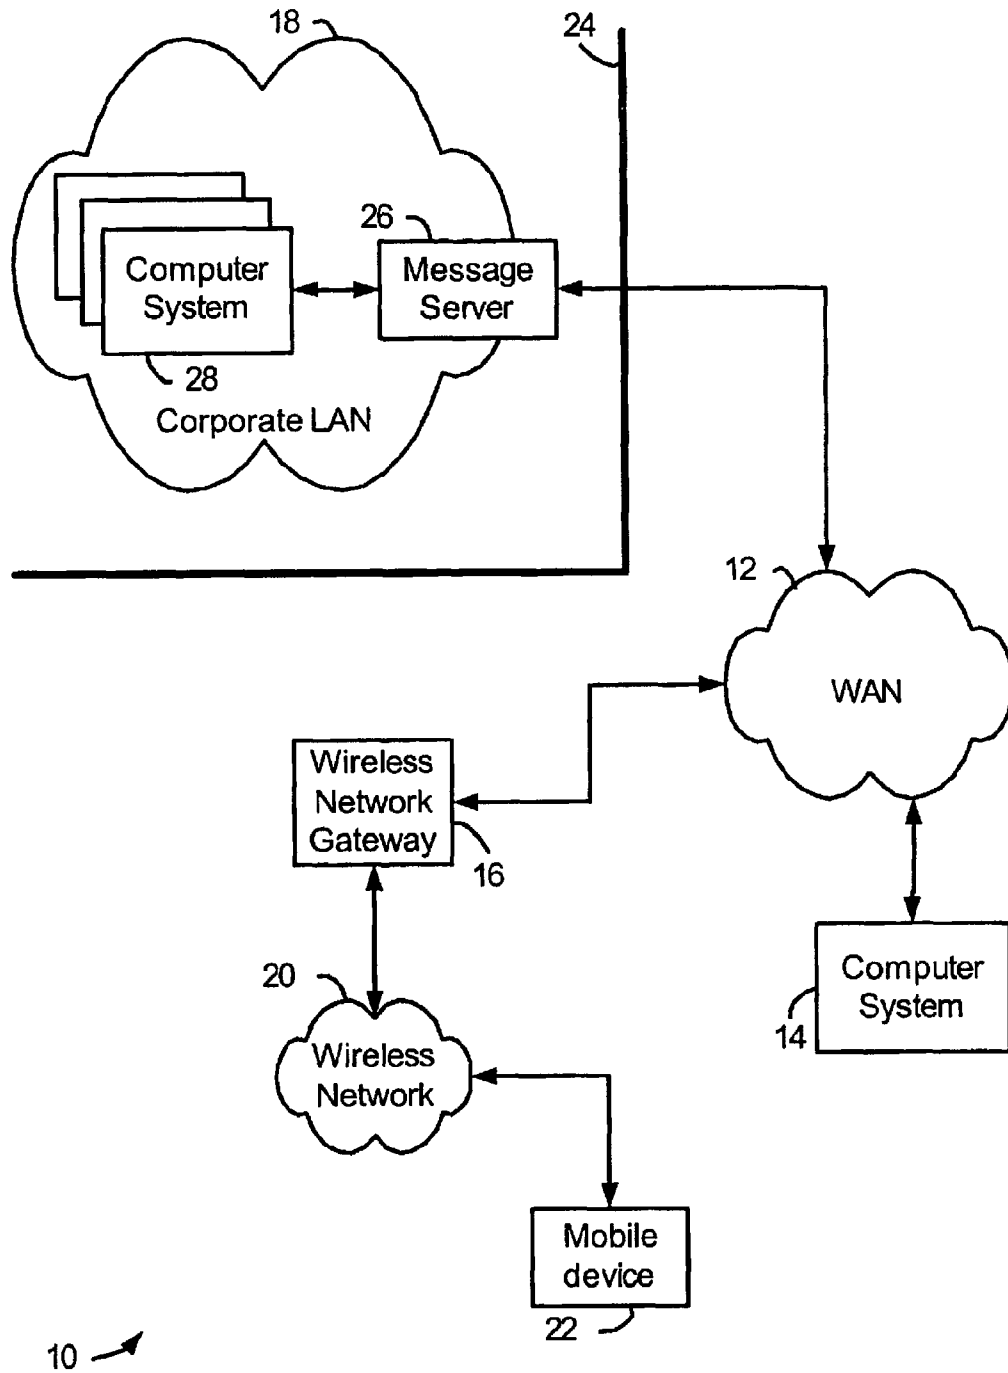 18
24
26
Computer
System
Message
Server
28
Corporate LAN
12
WAN
Wireless
Network
Gateway
16
Computer
System
14
20
Wireless
Network
Mobile
device
22
10